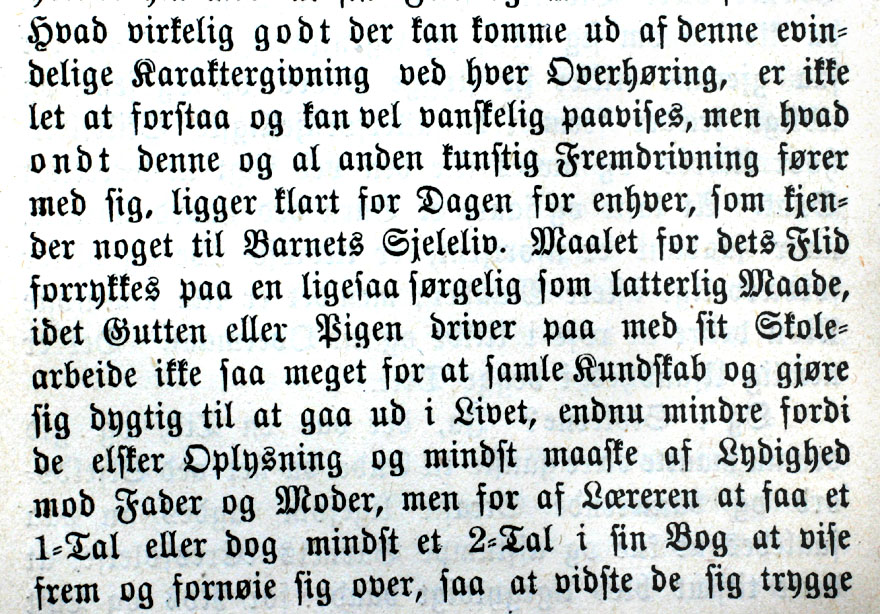 Hvad virkelig godt der kan komme ud af denne evin=
delige Karaktergivning ved hver Overhøring, er ikke
let at forstaa og kan vel vanskelig paavises, men hvad
ondt denne og al anden kunstig Fremdrivning fører
med sig, ligger klart for Dagen for enhver, som kjen=
der noget til Barnets Sjeleliv. Maalet for dets Flid
forrykkes paa en ligesaa sørgelig som latterlig Maade,
idet Gutten eller Pigen driver paa med sit Skole=
arbeide ikke saa meget for at samle Kundskab og gjøre
sig dygtig til at gaa ud i Livet, endnu mindre fordi
de elsker Oplysning og mindst maaske af Lydighed
mod Fader og Moder, men for af Læreren at faa et
1=Tal eller dog mindst et 2=Tal i sin Bog at vise
frem og fornøie sig over, saa at vidste de sig trygge